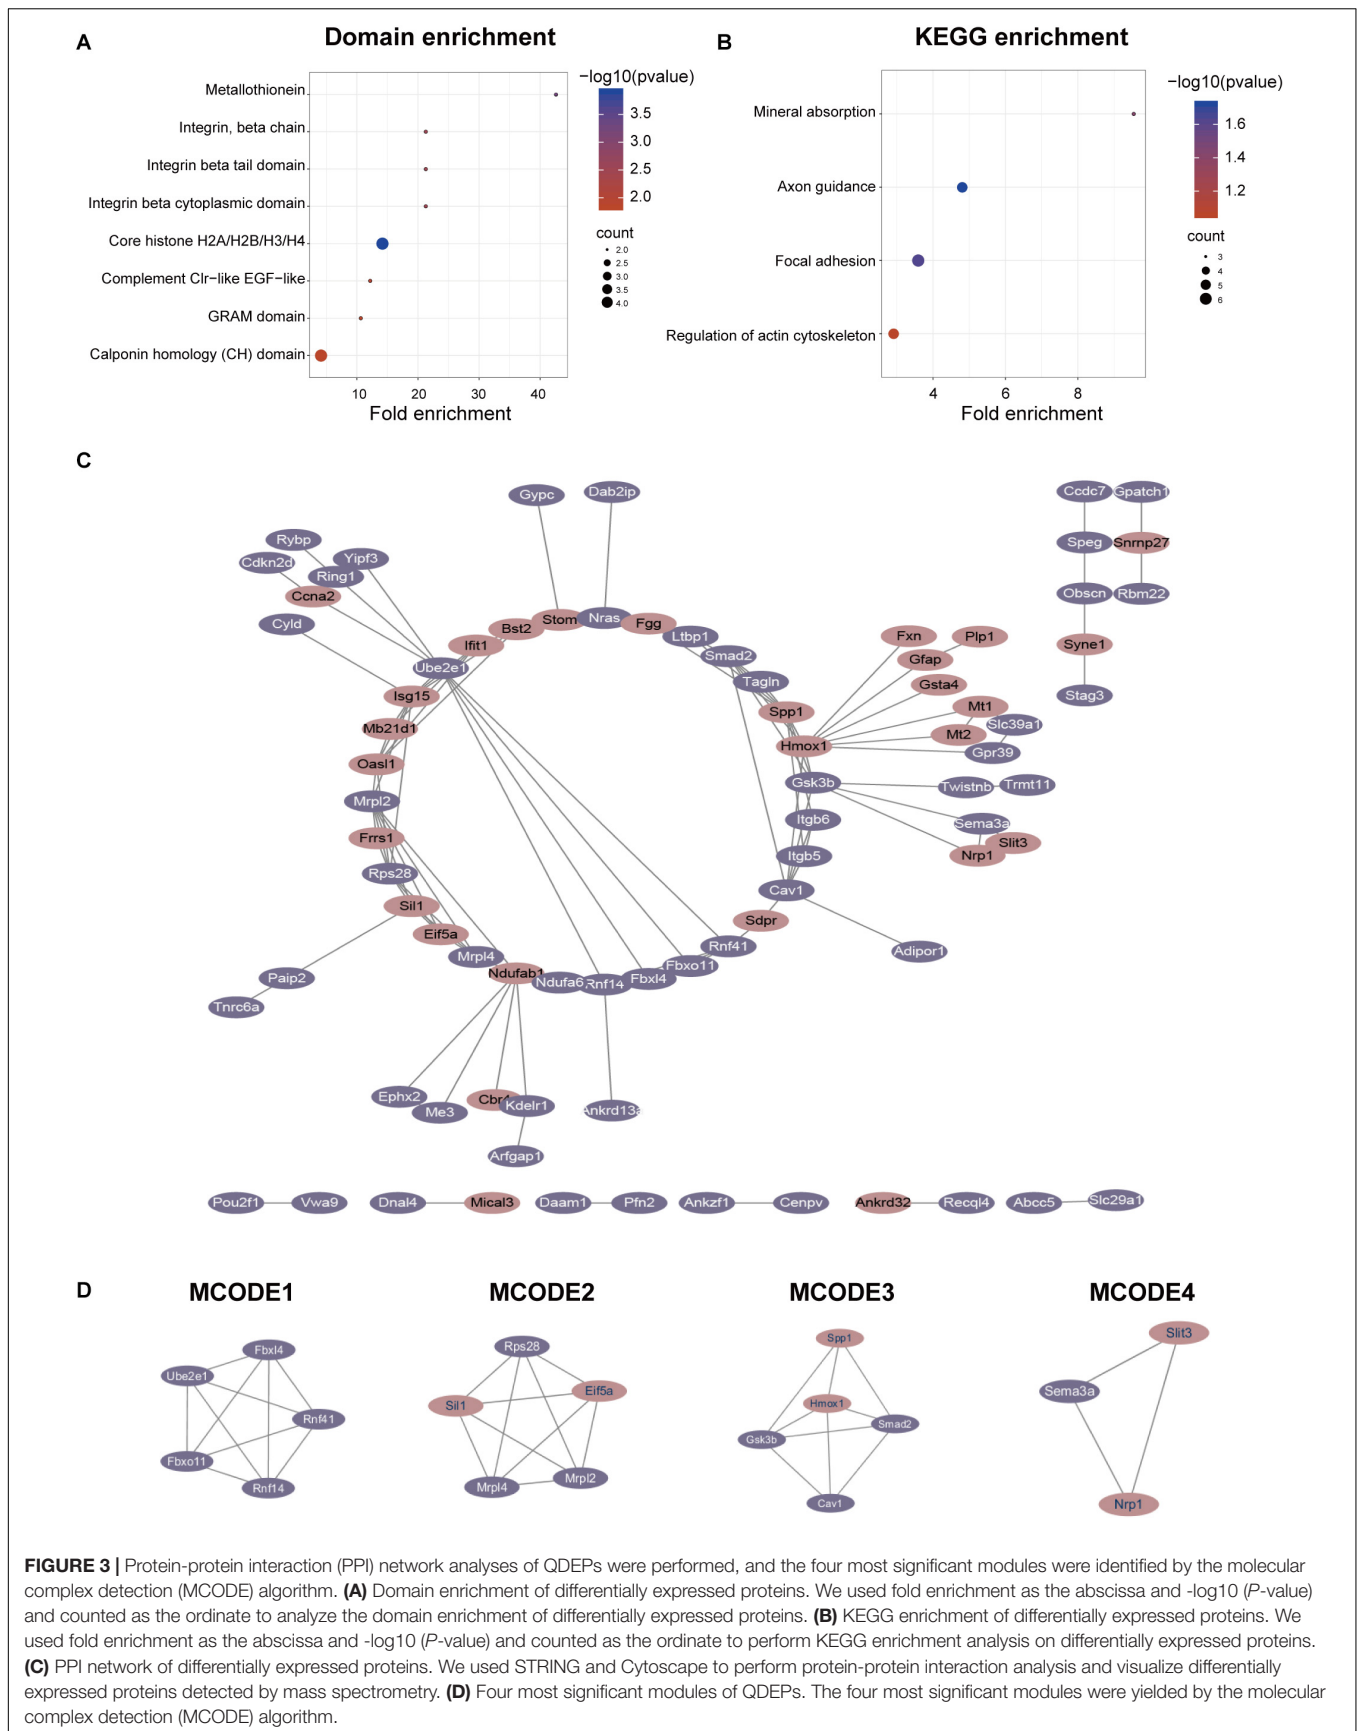 A
Domain enrichment
Metallothionein
Integrin, beta chain
Integrin beta tail domain
Integrin beta cytoplasmic domain
Core histone H2A/H2B/H3/H4
Complement Clr−like EGF−like
GRAM domain
Calponin homology (CH) domain
10 20 30 40
Fold enrichment
−log10(pvalue)
3.5
3.0
2.5
2.0
count
2.0
2.5
3.0
3.5
4.0
B
KEGG enrichment
Mineral absorption
Axon guidance
Focal adhesion
Regulation of actin cytoskeleton
4 6 8
Fold enrichment
−log10(pvalue)
1.6
1.4
1.2
count
3
4
5
6
C
Gypc
Dab2ip
Ccdc7
Gpatch1
Rybp
Cdkn2d
Yipf3
Ring1
Ccna2
Cyld
Speg
Snrnp27
Obscn
Rbm22
Syne1
Stag3
Stom
Nras
Fgg
Bst2
Ltbp1
Ifit1
Smad2
Ube2e1
Tagln
Isg15
Spp1
Mb21d1
Hmox1
Oasl1
Gsk3b
Mrpl2
Itgb6
Frrs1
Itgb5
Rps28
Cav1
Sil1
Sdpr
Eif5a
Rnf41
Mrpl4
Fbxo11
Ndufab1
Ndufa6
Rnf14
Fbxl4
Fxn
Plp1
Gfap
Gsta4
Mt1
Slc39a1
Mt2
Gpr39
Twistnb
Trmt11
Sema3a
Slit3
Nrp1
Adipor1
Paip2
Tnrc6a
Ephx2
Me3
Cbr4
Kdelr1
Ankrd13a
Arfgap1
Pou2f1
Vwa9
Dnal4
Mical3
Daam1
Pfn2
Ankzf1
Cenpv
Ankrd32
Recql4
Abcc5
Slc29a1
D
MCODE1
Fbxl4
Ube2e1
Rnf41
Fbxo11
Rnf14
MCODE2
Rps28
Eif5a
Sil1
Mrpl2
Mrpl4
MCODE3
Spp1
Hmox1
Smad2
Gsk3b
Cav1
MCODE4
Slit3
Sema3a
Nrp1
FIGURE 3 | Protein-protein interaction (PPI) network analyses of QDEPs were performed, and the four most significant modules were identified by the molecular
complex detection (MCODE) algorithm. (A) Domain enrichment of differentially expressed proteins. We used fold enrichment as the abscissa and -log10 (P-value)
and counted as the ordinate to analyze the domain enrichment of differentially expressed proteins. (B) KEGG enrichment of differentially expressed proteins. We
used fold enrichment as the abscissa and -log10 (P-value) and counted as the ordinate to perform KEGG enrichment analysis on differentially expressed proteins.
(C) PPI network of differentially expressed proteins. We used STRING and Cytoscape to perform protein-protein interaction analysis and visualize differentially
expressed proteins detected by mass spectrometry. (D) Four most significant modules of QDEPs. The four most significant modules were yielded by the molecular
complex detection (MCODE) algorithm.